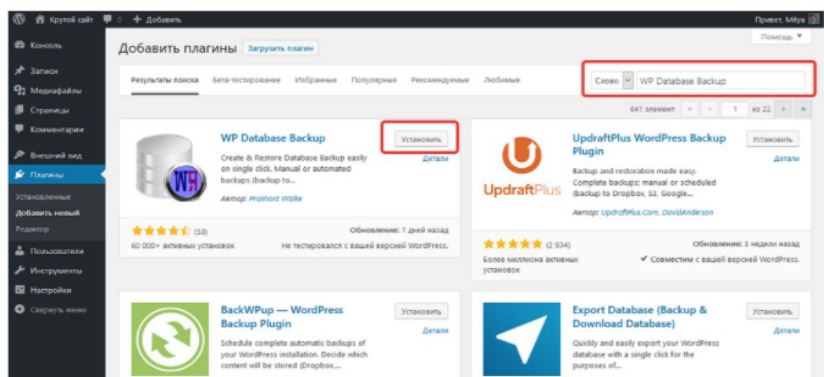 Крутой сайт 0 + Добавить Привет, Mitya
Консоль
Записи
Медиафайлы
Страницы
Комментарии
Внешний вид
Плагины
Установленные
Добавить новый
Редактор
Пользователи
Инструменты
Настройки
Свернуть меню
Помощь
Добавить плагины Загрузить плагин
Результаты поиска Бета-тестирование Избранные Популярные Рекомендуемые Любимые Слово WP Database Backup
641 элемент « ‹ 1 из 22 › »
WP Database Backup Установить
Create & Restore Database Backup easily Детали
on single click. Manual or automated
backups (backup to...
Автор: Prashant Walke
(53) Обновление: 7 дней назад
60 000+ активных установок Не тестировался с вашей версией WordPress.
UpdraftPlus
UpdraftPlus WordPress Backup Установить
Plugin Детали
Backup and restoration made easy.
Complete backups; manual or scheduled
(backup to Dropbox, S3, Google...
Автор: UpdraftPlus.Com, DavidAnderson
(2 034) Обновление: 3 недели назад
Более миллиона активных ✔ Совместим с вашей версией WordPress.
установок
BackWPup — WordPress Установить
Backup Plugin Детали
Schedule complete automatic backups of
your WordPress installation. Decide which
content will be stored (Dropbox,...
Export Database (Backup & Установить
Download Database) Детали
Quickly and easily export your WordPress
database with a single click for the
purposes of...